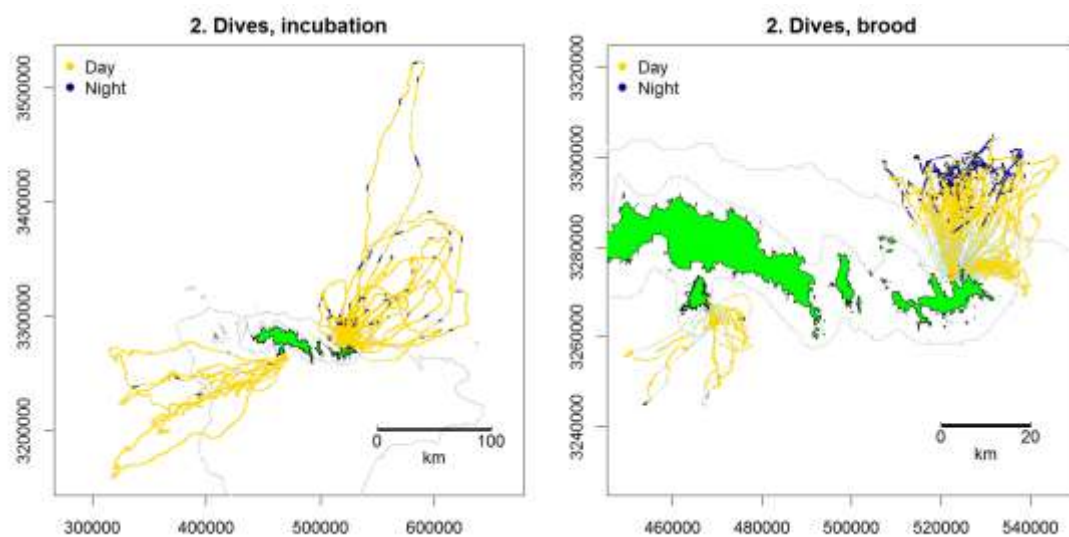 2. Dives, incubation
Day
Night
3500000
3400000
3300000
3200000
0 100
km
300000 400000 500000 600000
2. Dives, brood
Day
Night
3320000
3300000
3280000
3260000
3240000
0 20
km
460000 480000 500000 520000 540000